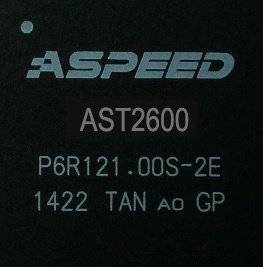 ASPEED
AST2600
P6R121.00S-2E
1422 TAN A0 GP